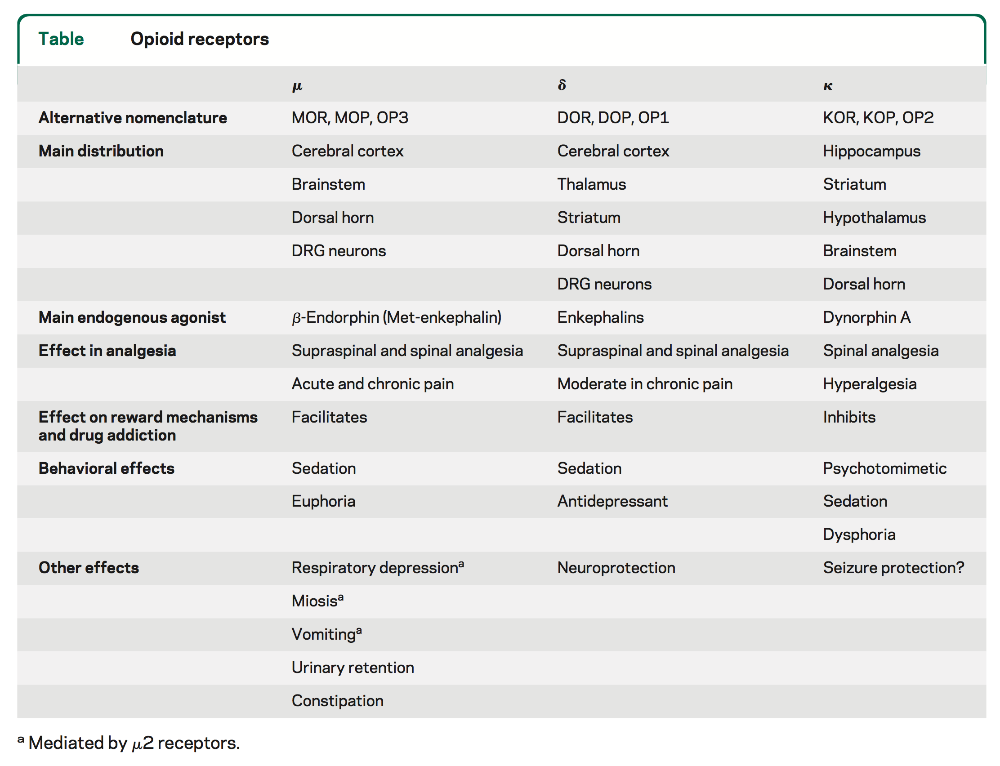 Table Opioid receptors
μ δ κ
Alternative nomenclature MOR, MOP, OP3 DOR, DOP, OP1 KOR, KOP, OP2
Main distribution Cerebral cortex Cerebral cortex Hippocampus
Brainstem Thalamus Striatum
Dorsal horn Striatum Hypothalamus
DRG neurons Dorsal horn Brainstem
DRG neurons Dorsal horn
Main endogenous agonist β-Endorphin (Met-enkephalin) Enkephalins Dynorphin A
Effect in analgesia Supraspinal and spinal analgesia Supraspinal and spinal analgesia Spinal analgesia
Acute and chronic pain Moderate in chronic pain Hyperalgesia
Effect on reward mechanisms Facilitates Facilitates Inhibits
and drug addiction
Behavioral effects Sedation Sedation Psychotomimetic
Euphoria Antidepressant Sedation
Dysphoria
Other effects Respiratory depressionᵃ Neuroprotection Seizure protection?
Miosisᵃ
Vomitingᵃ
Urinary retention
Constipation
ᵃ Mediated by μ2 receptors.